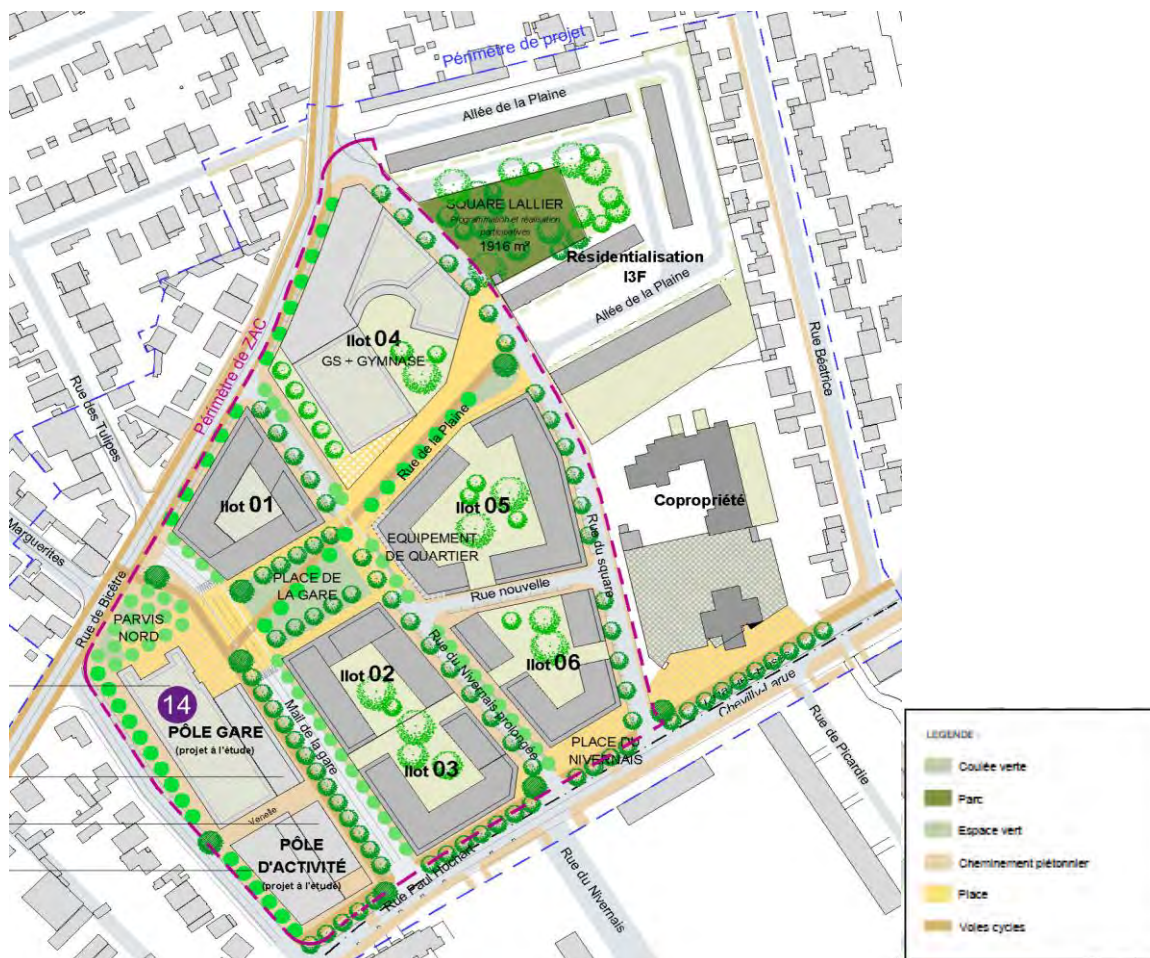 Périmètre de projet
Allée de la Plaine
SQUARE LALLIER
Programmation et réalisation
participatives
1916 m²
Résidentialisation
I3F
Allée de la Plaine
Rue Béatrice
Périmètre de ZAC
Ilot 04
GS + GYMNASE
Rue des Tulipes
Rue de la Plaine
Ilot 01
Ilot 05
Copropriété
EQUIPEMENT
DE QUARTIER
Marguerites
PLACE DE
LA GARE
Rue nouvelle
Rue du square
Rue de Bicêtre
PARVIS
NORD
Ilot 02
Rue du Nivernais Prolongée
Ilot 06
14
PÔLE GARE
(projet à l'étude)
Mail de la gare
Ilot 03
PLACE DU
NIVERNAIS
Chevilly-Larue
Rue de Picardie
Venelle
PÔLE
D'ACTIVITÉ
(projet à l'étude)
Rue Paul Hochart
Rue du Nivernais
LEGENDE :
Coulée verte
Parc
Espace vert
Cheminement piétonnier
Place
Voies cycles